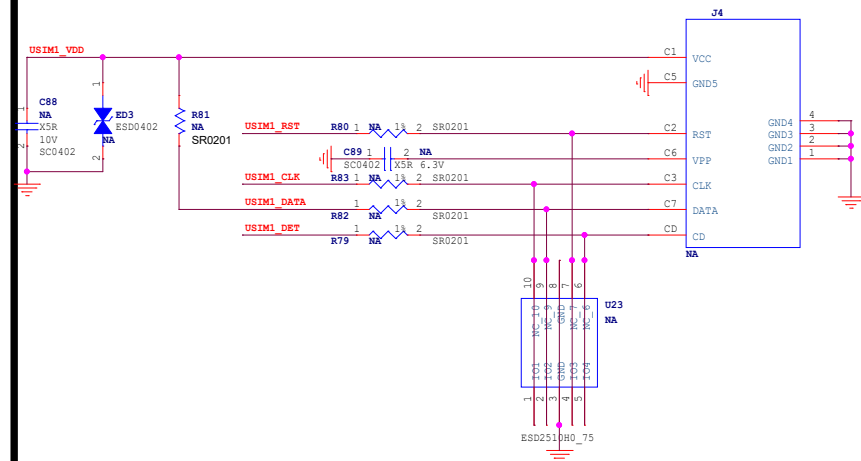 J4
USIM1_VDD
C1
VCC
C5
GND5
1
C88
NA
X5R
10V
SC0402
2
1
ED3
ESD0402
NA
2
R81
NA
SR0201
USIM1_RST
R80 1 NA 1% 2 SR0201
C2
RST
C89 1 2 NA
SC0402 X5R 6.3V
C6
VPP
USIM1_CLK
R83 1 NA 1% 2 SR0201
C3
CLK
USIM1_DATA
1 1% 2
R82 NA SR0201
C7
DATA
USIM1_DET
1 1% 2
R79 NA SR0201
CD
CD
NA
GND4 4
GND3 3
GND2 2
GND1 1
10 9 8 7 6
NC_10 NC_9 GND NC_7 NC_6
U23
NA
IO1 IO2 GND IO3 IO4
1 2 3 4 5
ESD2510H0_75